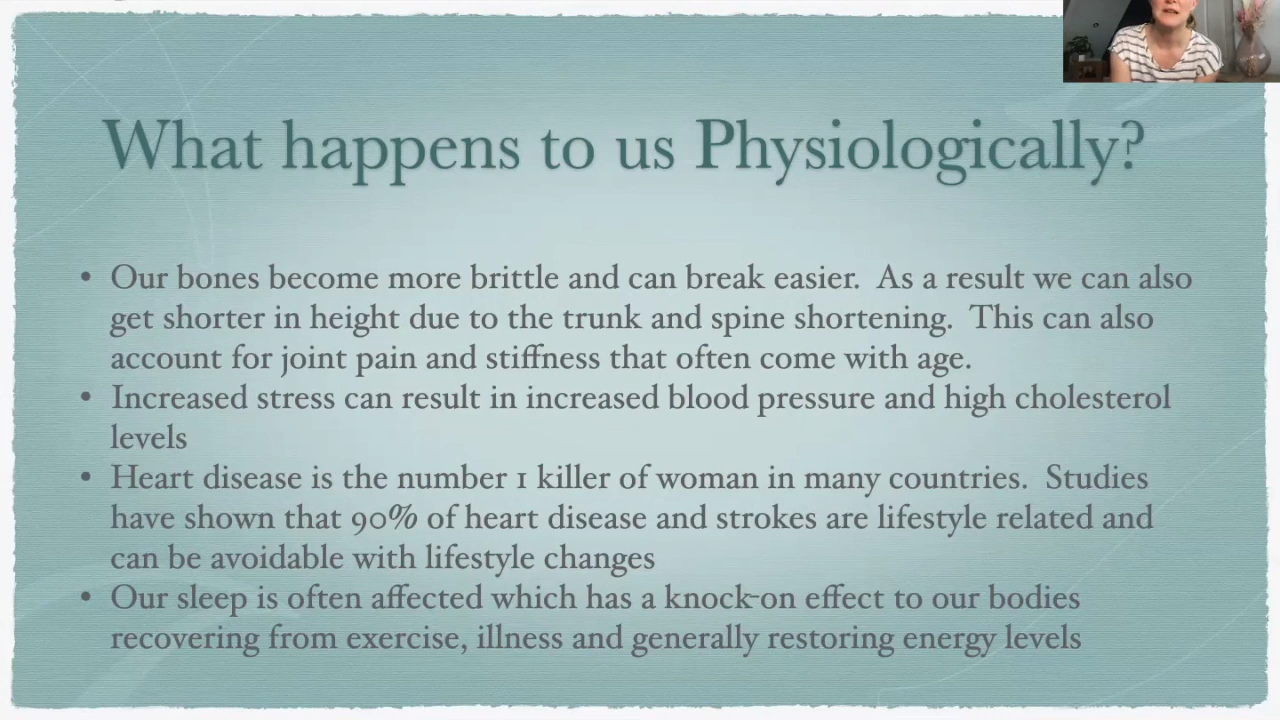 What happens to us Physiologically?
• Our bones become more brittle and can break easier. As a result we can also
get shorter in height due to the trunk and spine shortening. This can also
account for joint pain and stiffness that often come with age.
• Increased stress can result in increased blood pressure and high cholesterol
levels
• Heart disease is the number 1 killer of woman in many countries. Studies
have shown that 90% of heart disease and strokes are lifestyle related and
can be avoidable with lifestyle changes
• Our sleep is often affected which has a knock-on effect to our bodies
recovering from exercise, illness and generally restoring energy levels